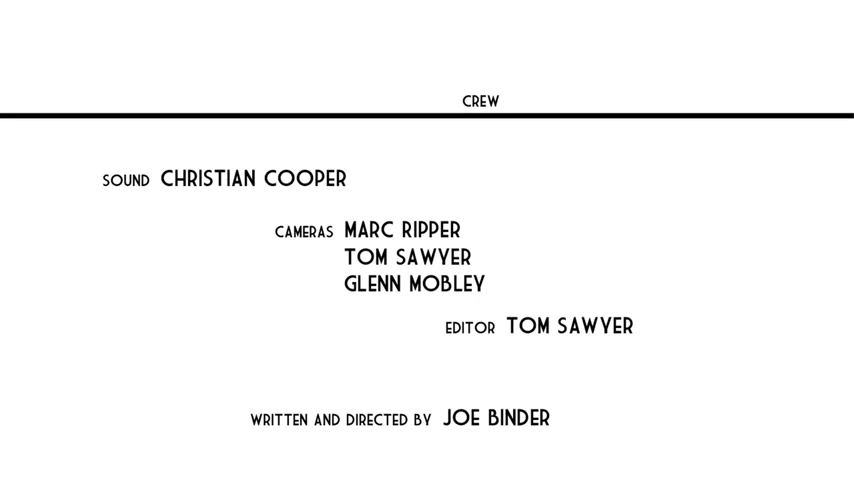 CREW
SOUND CHRISTIAN COOPER
CAMERAS MARC RIPPER
TOM SAWYER
GLENN MOBLEY
EDITOR TOM SAWYER
WRITTEN AND DIRECTED BY JOE BINDER